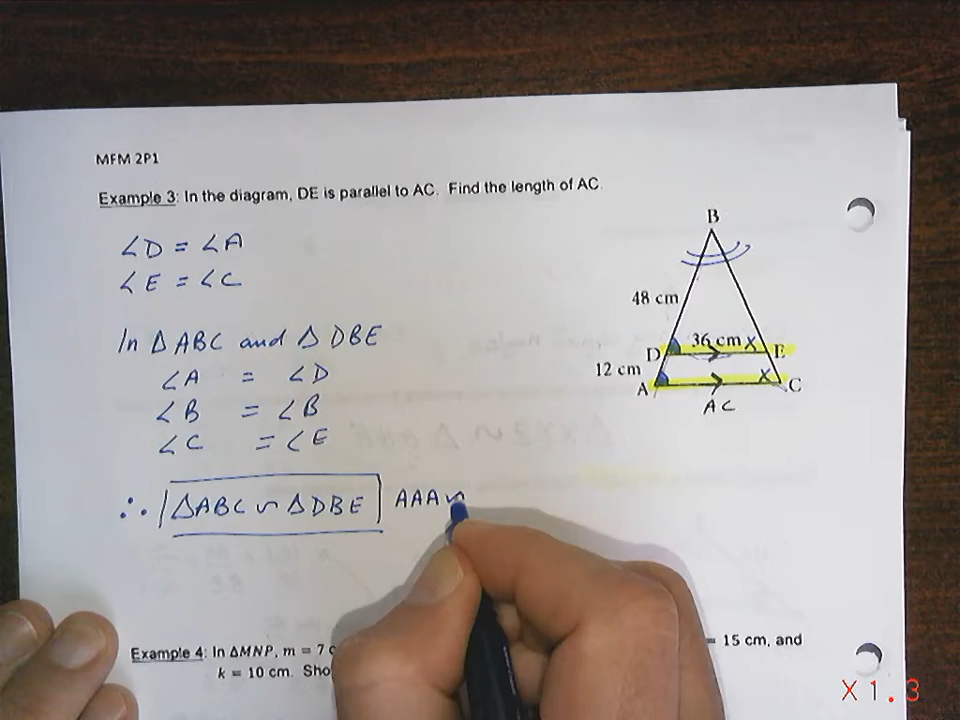 MFM 2P1
Example 3: In the diagram, DE is parallel to AC. Find the length of AC.
∠D = ∠A
∠E = ∠C
In △ABC and △DBE
∠A = ∠D
∠B = ∠B
∠C = ∠E
∴ △ABC ~ △DBE AAA~
B
48 cm
D 36 cm x E
12 cm
A x C
AC
Example 4: In ΔMNP, m = 7 = 15 cm, and
k = 10 cm.
X1.3